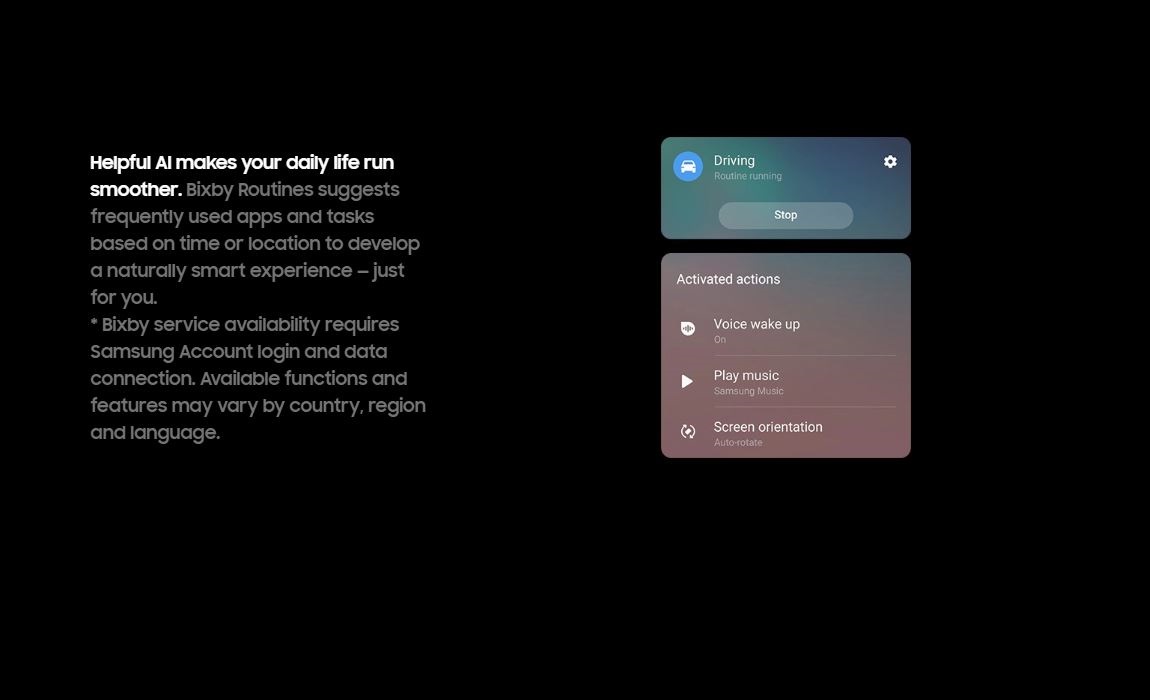 Helpful AI makes your daily life run
smoother. Bixby Routines suggests
frequently used apps and tasks
based on time or location to develop
a naturally smart experience – just
for you.
* Bixby service availability requires
Samsung Account login and data
connection. Available functions and
features may vary by country, region
and language.
Driving
Routine running
Stop
Activated actions
Voice wake up
On
Play music
Samsung Music
Screen orientation
Auto-rotate